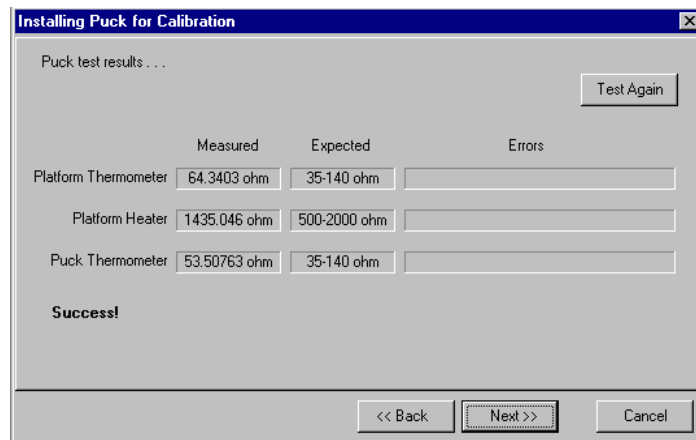 Installing Puck for Calibration
Puck test results . . .
Test Again
Measured Expected Errors
Platform Thermometer 64.3403 ohm 35-140 ohm
Platform Heater 1435.046 ohm 500-2000 ohm
Puck Thermometer 53.50763 ohm 35-140 ohm
Success!
<< Back Next >> Cancel